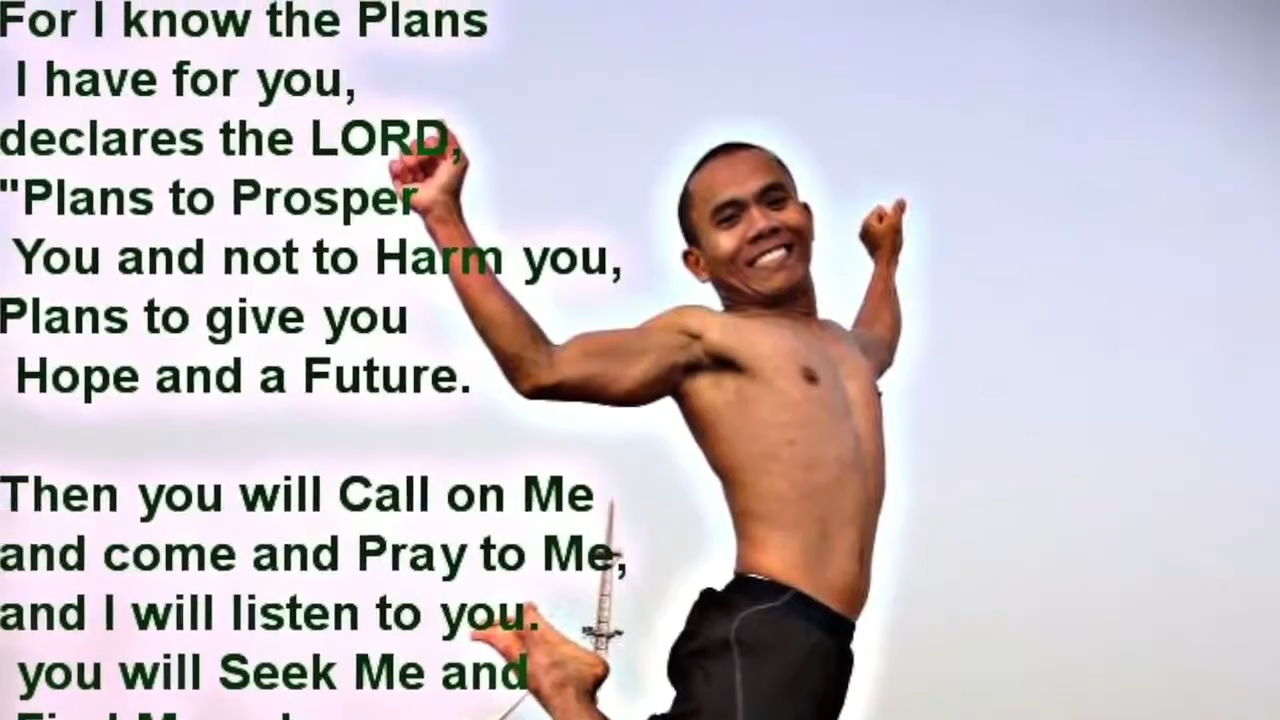 For I know the Plans
I have for you,
declares the LORD,
"Plans to Prosper
You and not to Harm you,
Plans to give you
Hope and a Future.
Then you will Call on Me
and come and Pray to Me,
and I will listen to you.
you will Seek Me and